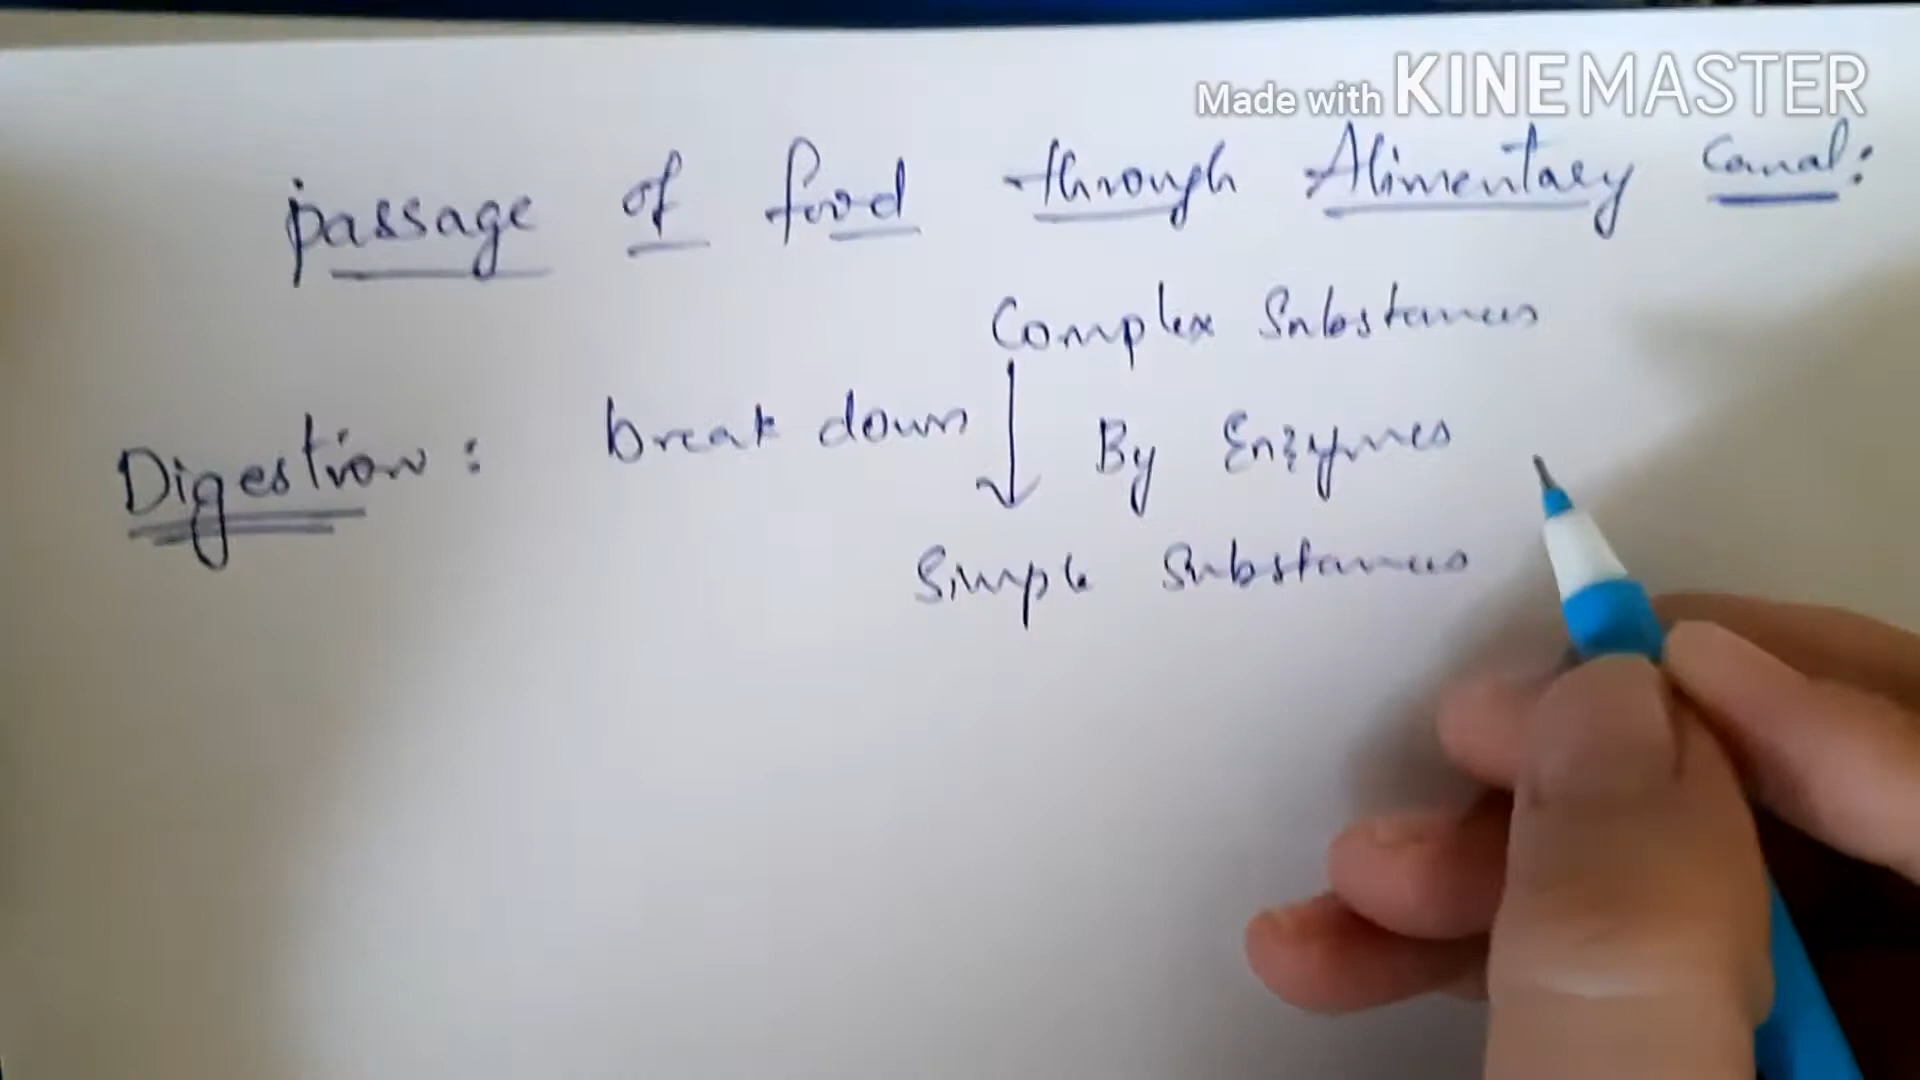 Made with KINEMASTER
passage of food through Alimentary Canal:
Complex Substances
Digestion: break down By Enzymes
Simple Substances